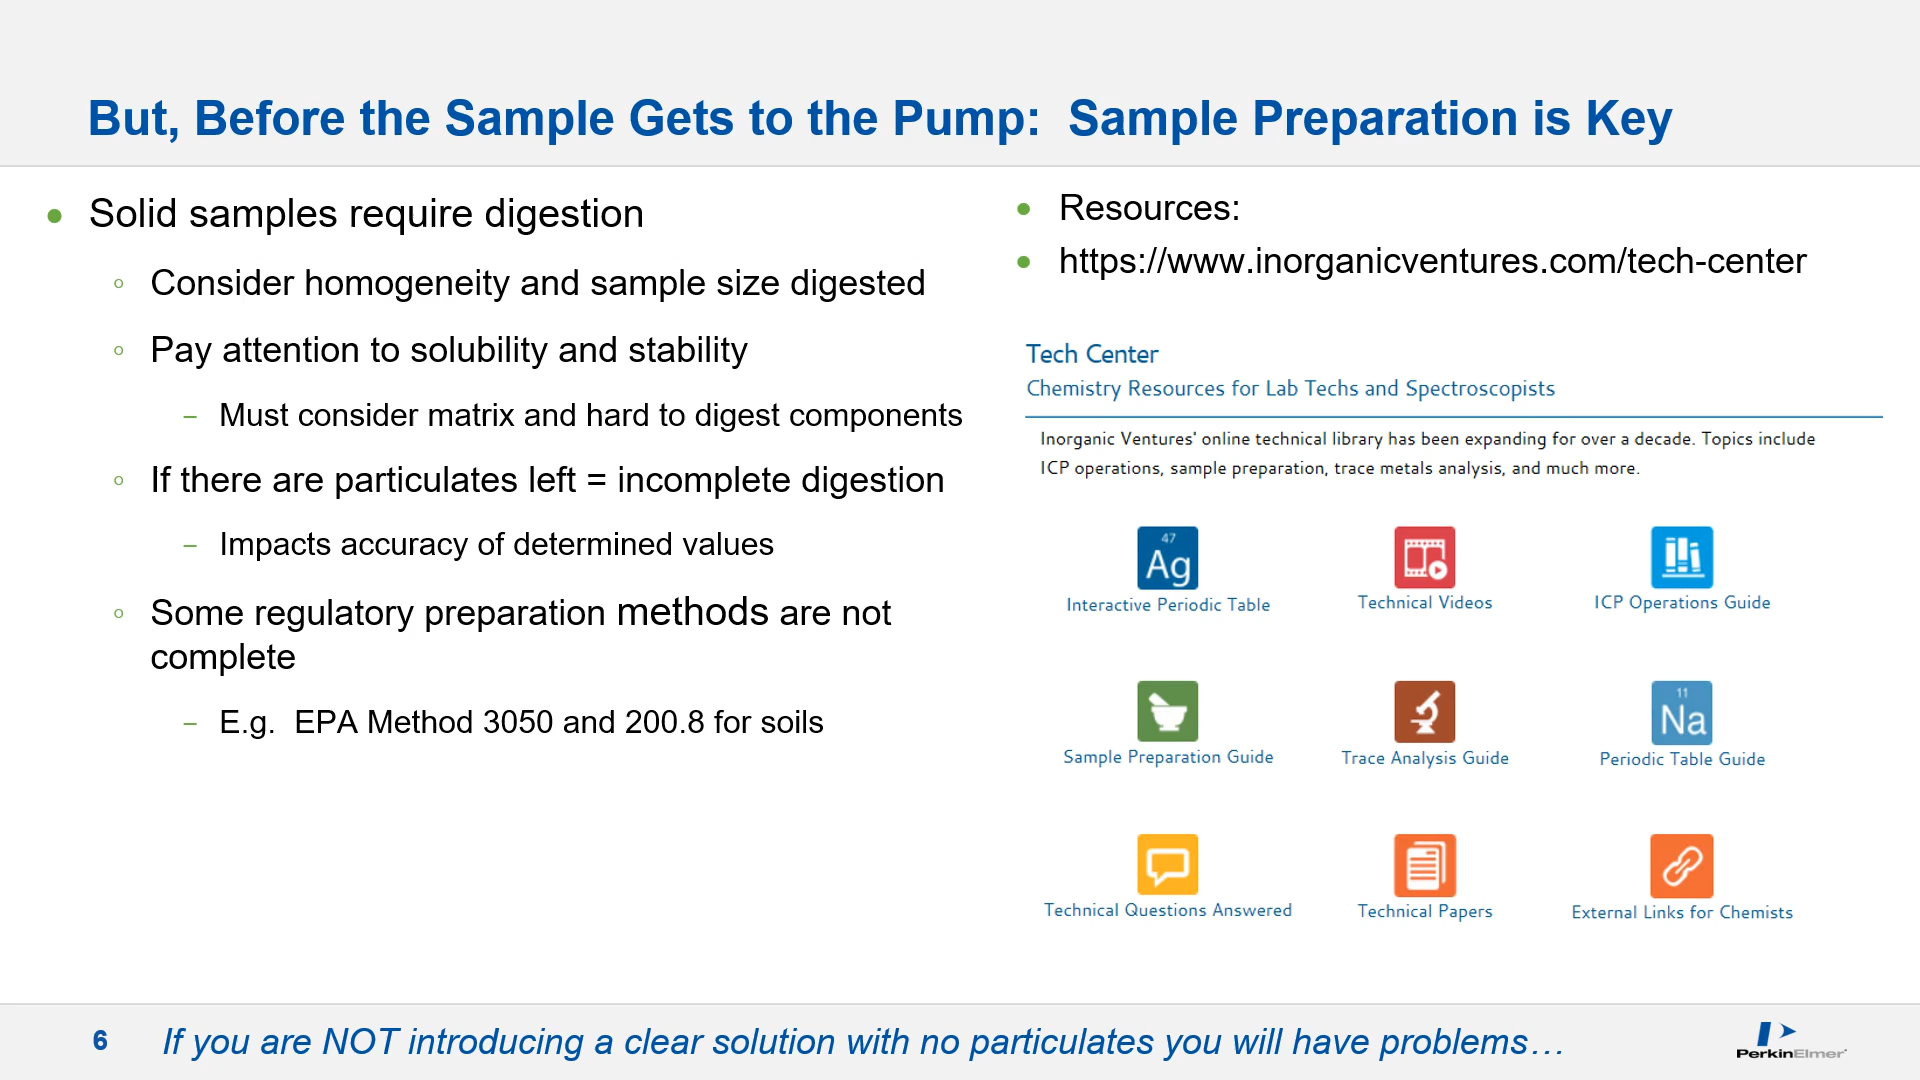 But, Before the Sample Gets to the Pump:  Sample Preparation is Key
Solid samples require digestion
Consider homogeneity and sample size digested
Pay attention to solubility and stability
Must consider matrix and hard to digest components
If there are particulates left = incomplete digestion
Impacts accuracy of determined values
Some regulatory preparation methods are not
complete
E.g.  EPA Method 3050 and 200.8 for soils
Resources:
https://www.inorganicventures.com/tech-center
Tech Center
Chemistry Resources for Lab Techs and Spectroscopists
Inorganic Ventures' online technical library has been expanding for over a decade. Topics include
ICP operations, sample preparation, trace metals analysis, and much more.
47
Ag
Interactive Periodic Table
Technical Videos
ICP Operations Guide
Sample Preparation Guide
Trace Analysis Guide
11
Na
Periodic Table Guide
Technical Questions Answered
Technical Papers
External Links for Chemists
6
If you are NOT introducing a clear solution with no particulates you will have problems…
PerkinElmer